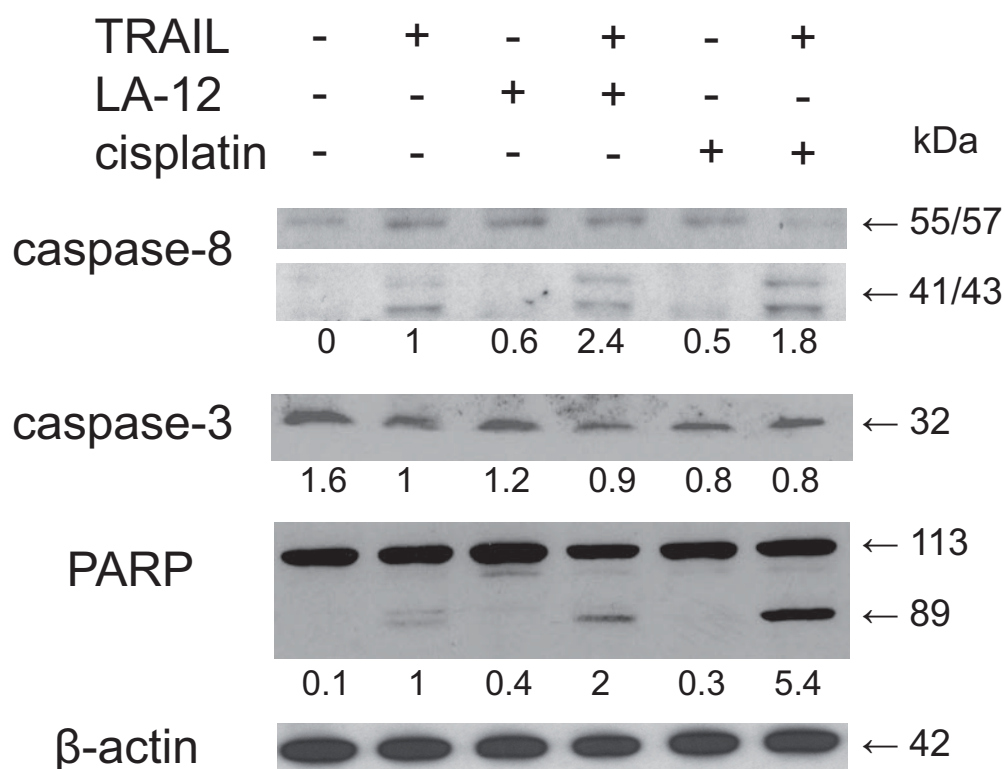 TRAIL - + - + - +
LA-12 - - + + - -
cisplatin - - - - + + kDa
caspase-8 ← 55/57
← 41/43
0 1 0.6 2.4 0.5 1.8
caspase-3 ← 32
1.6 1 1.2 0.9 0.8 0.8
PARP ← 113
← 89
0.1 1 0.4 2 0.3 5.4
β-actin ← 42